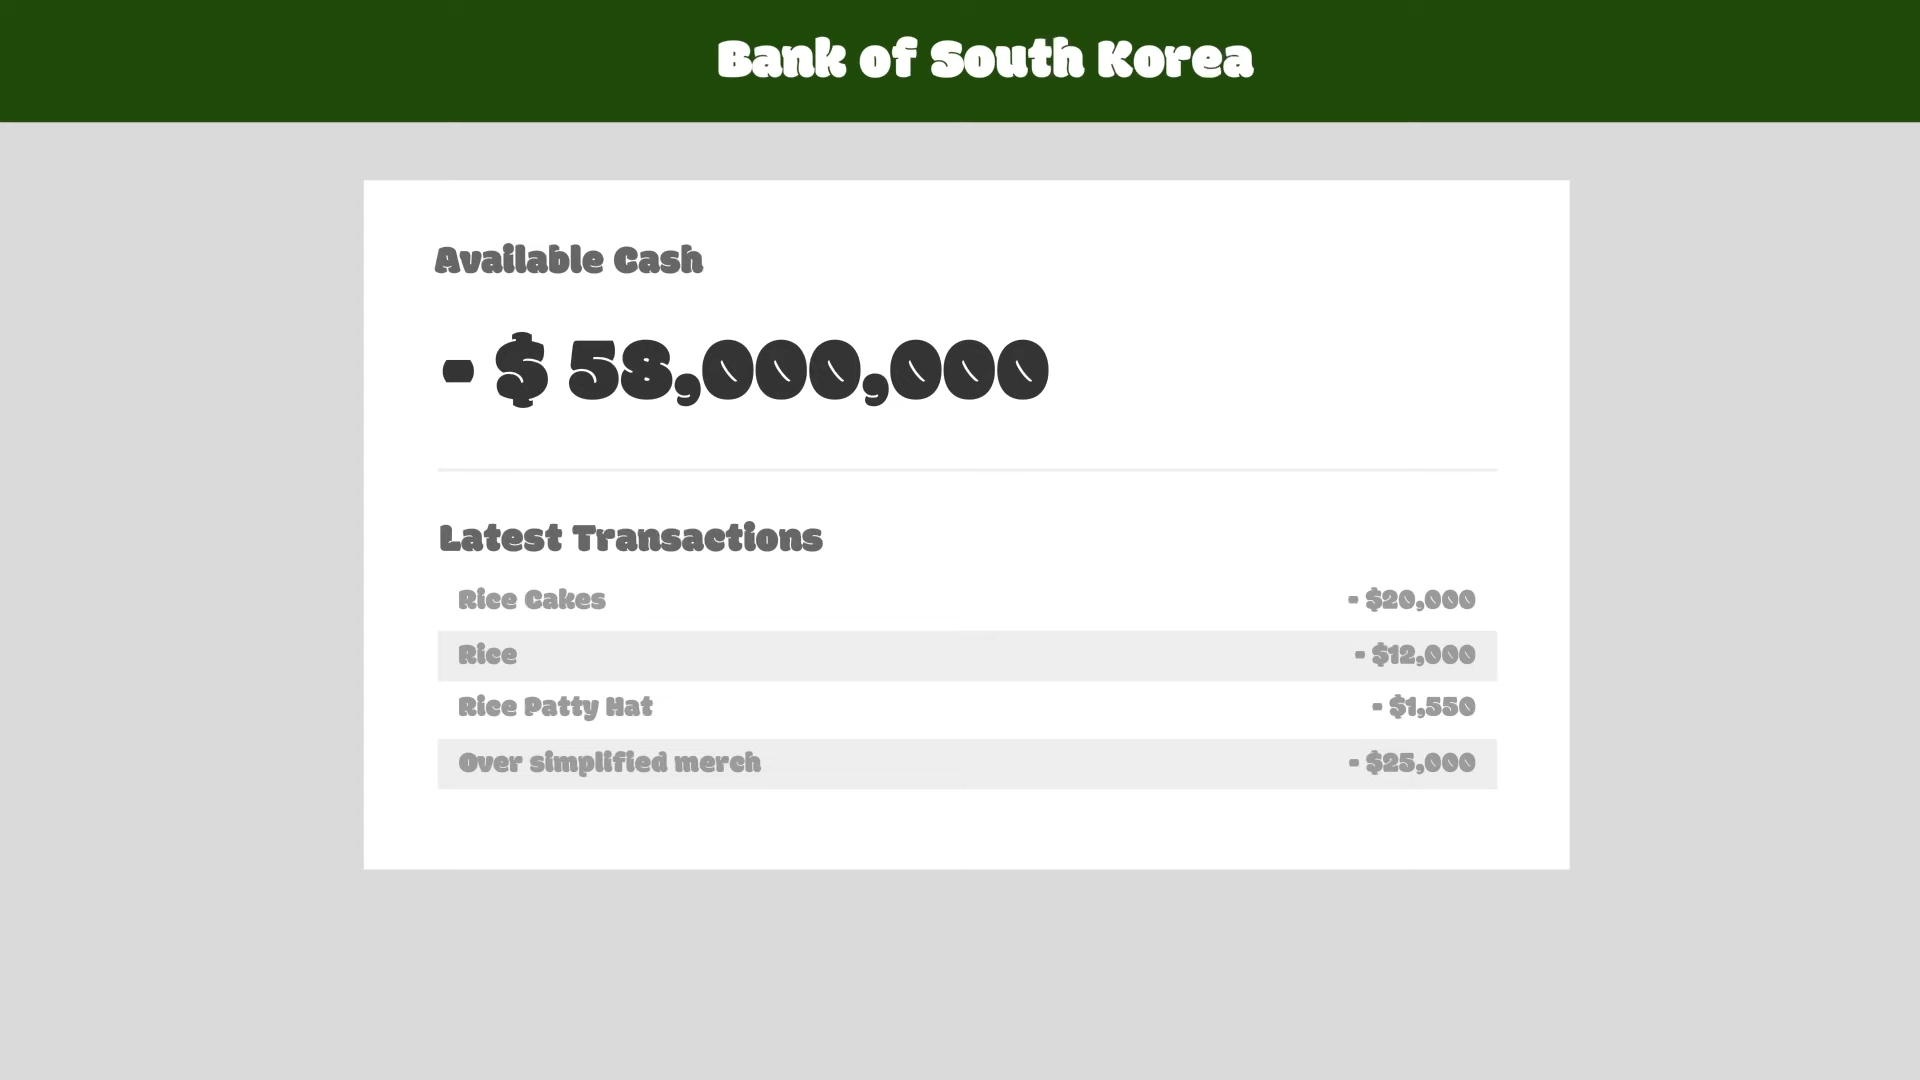 Bank of South Korea
Available Cash
- $ 58,000,000
Latest Transactions
Rice Cakes - $20,000
Rice - $12,000
Rice Patty Hat - $1,550
Over simplified merch - $25,000